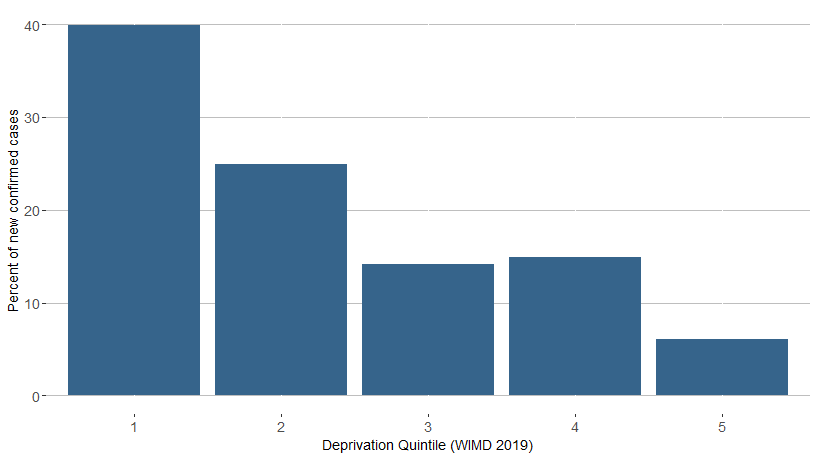 Percent of new confirmed cases
40
30
20
10
0
1 2 3 4 5
Deprivation Quintile (WIMD 2019)